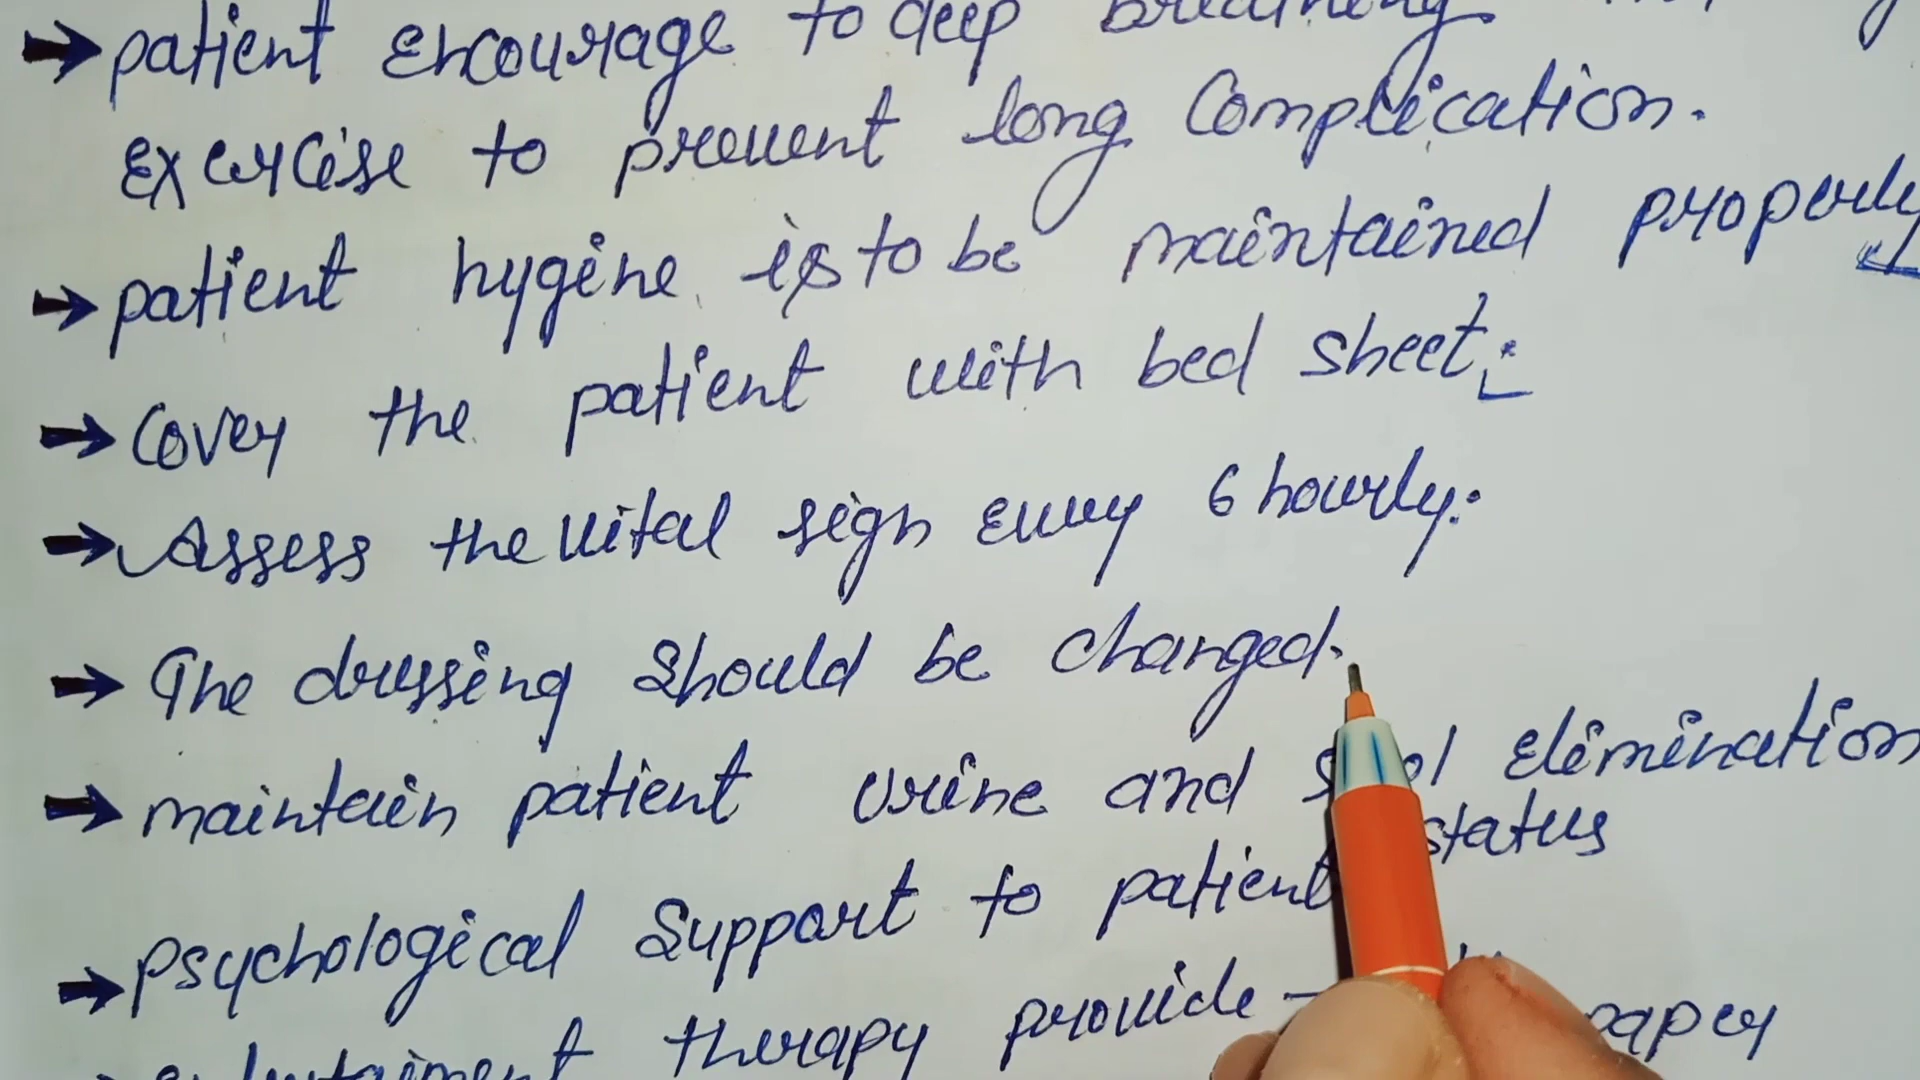 → patient encourage to deep breathing
exercise to prevent long complication.
→ patient hygine is to be maintained properly
→ cover the patient with bed sheet.
→ Assess the vital sign every 6 hourly.
→ The dressing should be changed.
→ maintain patient urine and elimination
status
→ psychological support to patient
therapy provide - paper